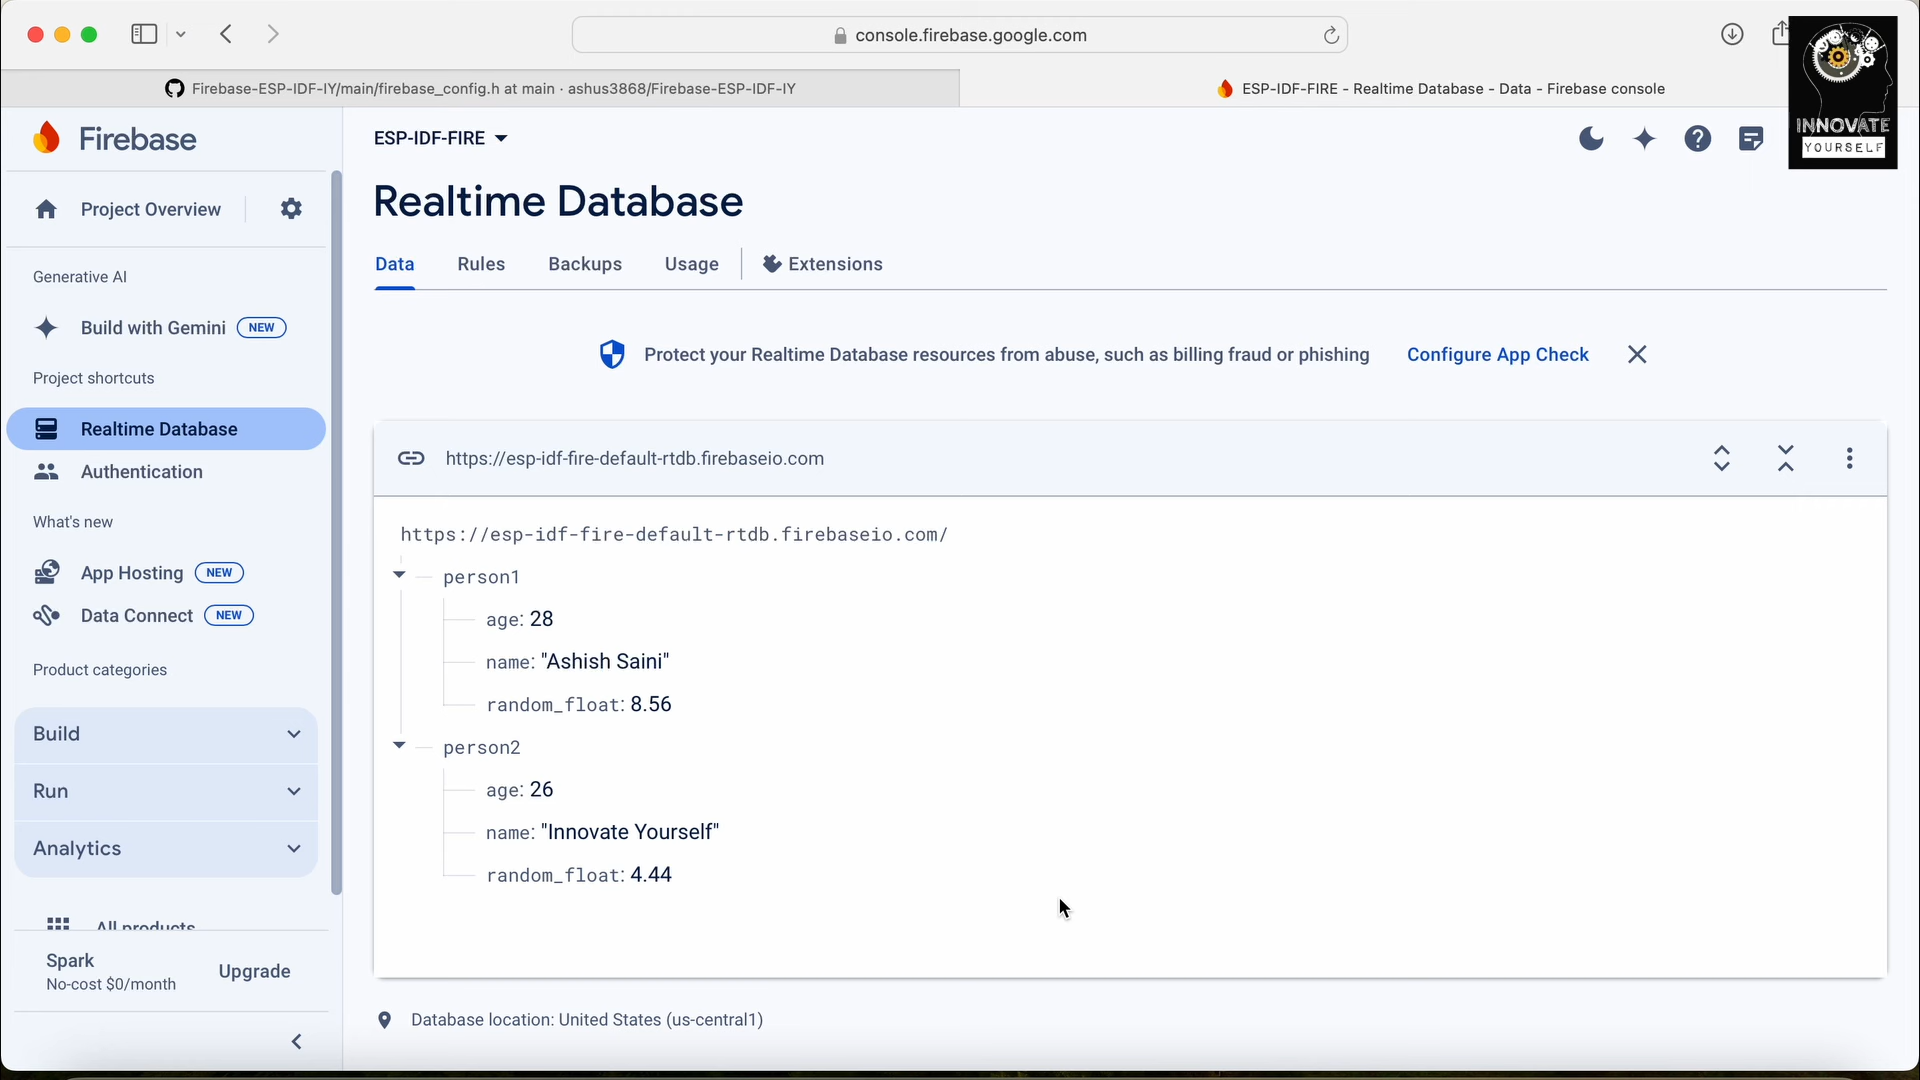 console.firebase.google.com
Firebase-ESP-IDF-IY/main/firebase_config.h at main · ashus3868/Firebase-ESP-IDF-IY
ESP-IDF-FIRE - Realtime Database - Data - Firebase console
INNOVATE
YOURSELF
Firebase
ESP-IDF-FIRE
Project Overview
Realtime Database
Data Rules Backups Usage Extensions
Generative AI
Build with Gemini NEW
Protect your Realtime Database resources from abuse, such as billing fraud or phishing Configure App Check
Project shortcuts
Realtime Database
https://esp-idf-fire-default-rtdb.firebaseio.com
Authentication
What's new
https://esp-idf-fire-default-rtdb.firebaseio.com/
App Hosting NEW
person1
Data Connect NEW
age: 28
name: "Ashish Saini"
Product categories
random_float: 8.56
Build
person2
Run
age: 26
name: "Innovate Yourself"
Analytics
random_float: 4.44
All products
Spark
No-cost $0/month
Upgrade
Database location: United States (us-central1)